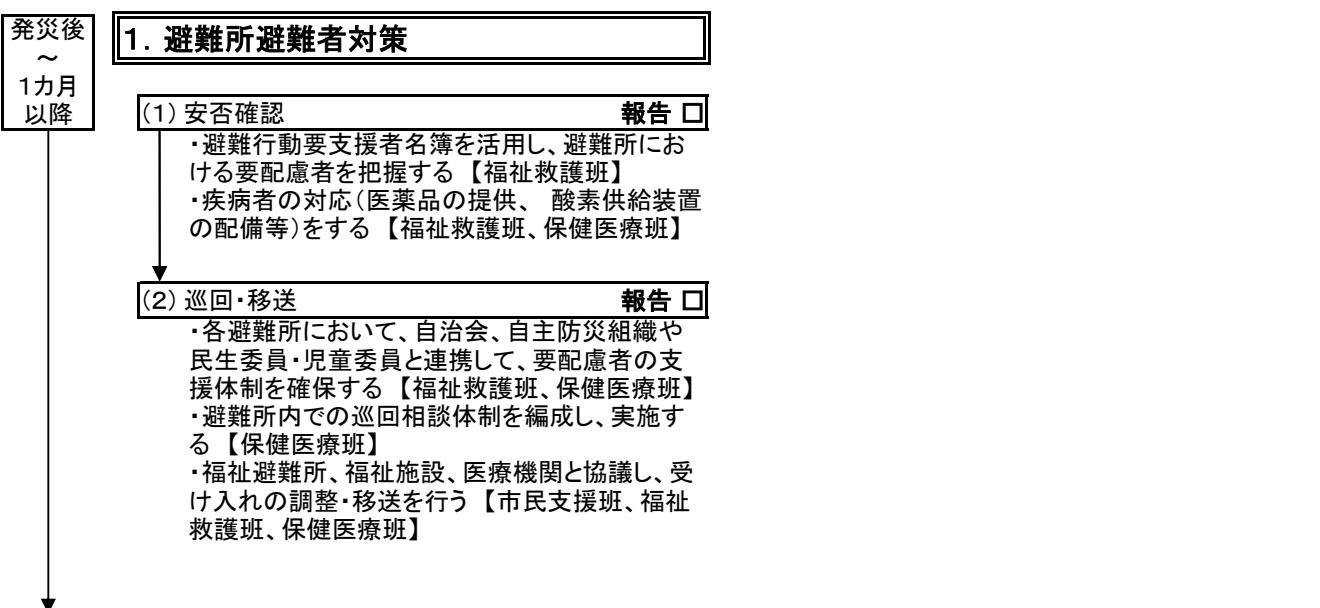 発災後
～
1カ月
以降
1．避難所避難者対策
(1) 安否確認 報告 □
・避難行動要支援者名簿を活用し、避難所にお
ける要配慮者を把握する 【福祉救護班】
・疾病者の対応(医薬品の提供、 酸素供給装置
の配備等)をする 【福祉救護班、保健医療班】
(2) 巡回・移送 報告 □
・各避難所において、自治会、自主防災組織や
民生委員・児童委員と連携して、要配慮者の支
援体制を確保する 【福祉救護班、保健医療班】
・避難所内での巡回相談体制を編成し、実施す
る 【保健医療班】
・福祉避難所、福祉施設、医療機関と協議し、受
け入れの調整・移送を行う 【市民支援班、福祉
救護班、保健医療班】